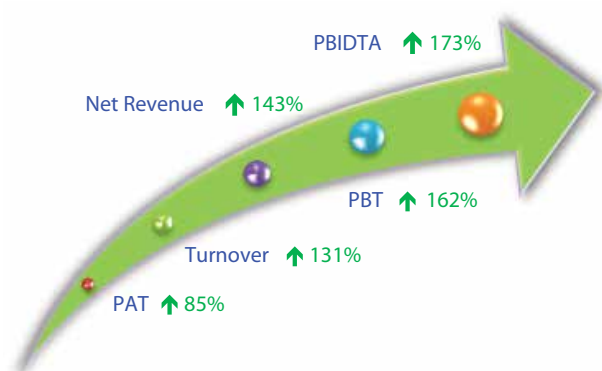 PBIDTA 173%
Net Revenue 143%
PBT 162%
Turnover 131%
PAT 85%